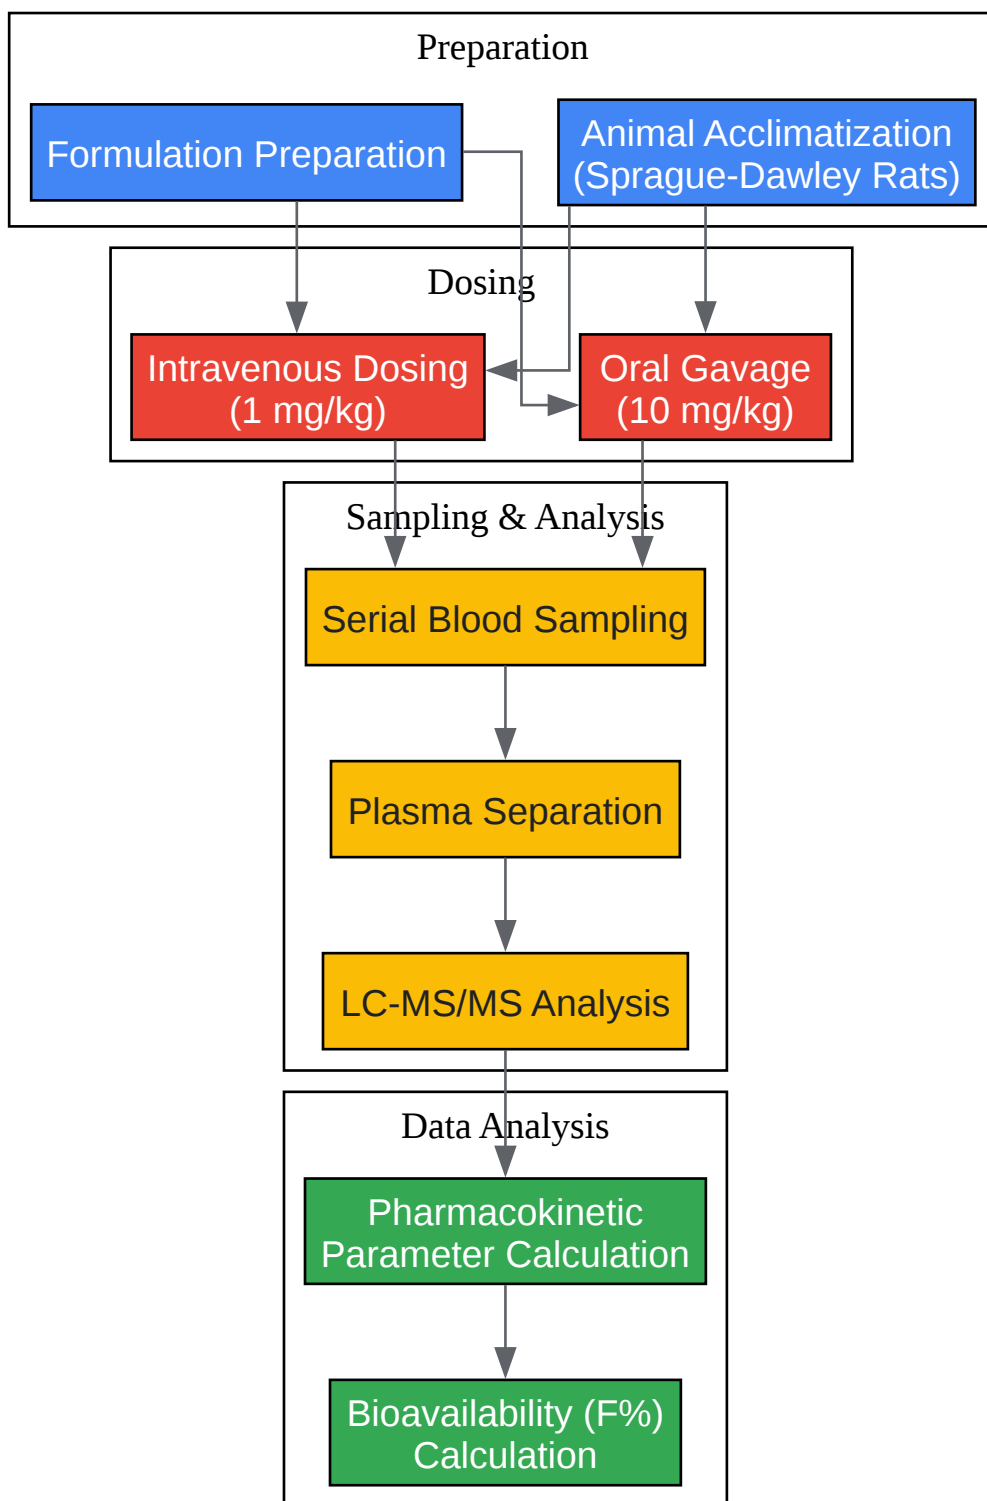 Preparation
Formulation Preparation
Animal Acclimatization
(Sprague-Dawley Rats)
Dosing
Intravenous Dosing
(1 mg/kg)
Oral Gavage
(10 mg/kg)
Sampling & Analysis
Serial Blood Sampling
Plasma Separation
LC-MS/MS Analysis
Data Analysis
Pharmacokinetic
Parameter Calculation
Bioavailability (F%)
Calculation